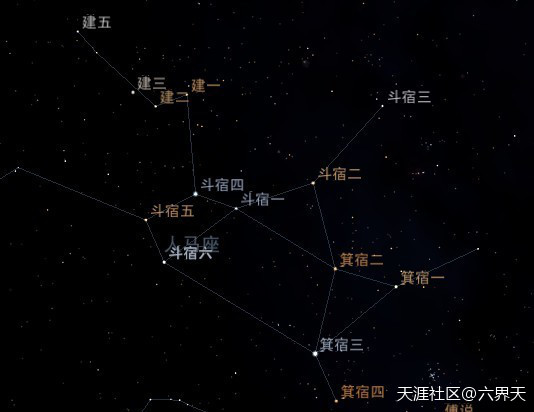 建五
建三
建二
建一
斗宿三
斗宿二
斗宿四
斗宿一
斗宿五
人马座
斗宿六
箕宿二
箕宿一
箕宿三
箕宿四
天涯社区@六界天
傅说